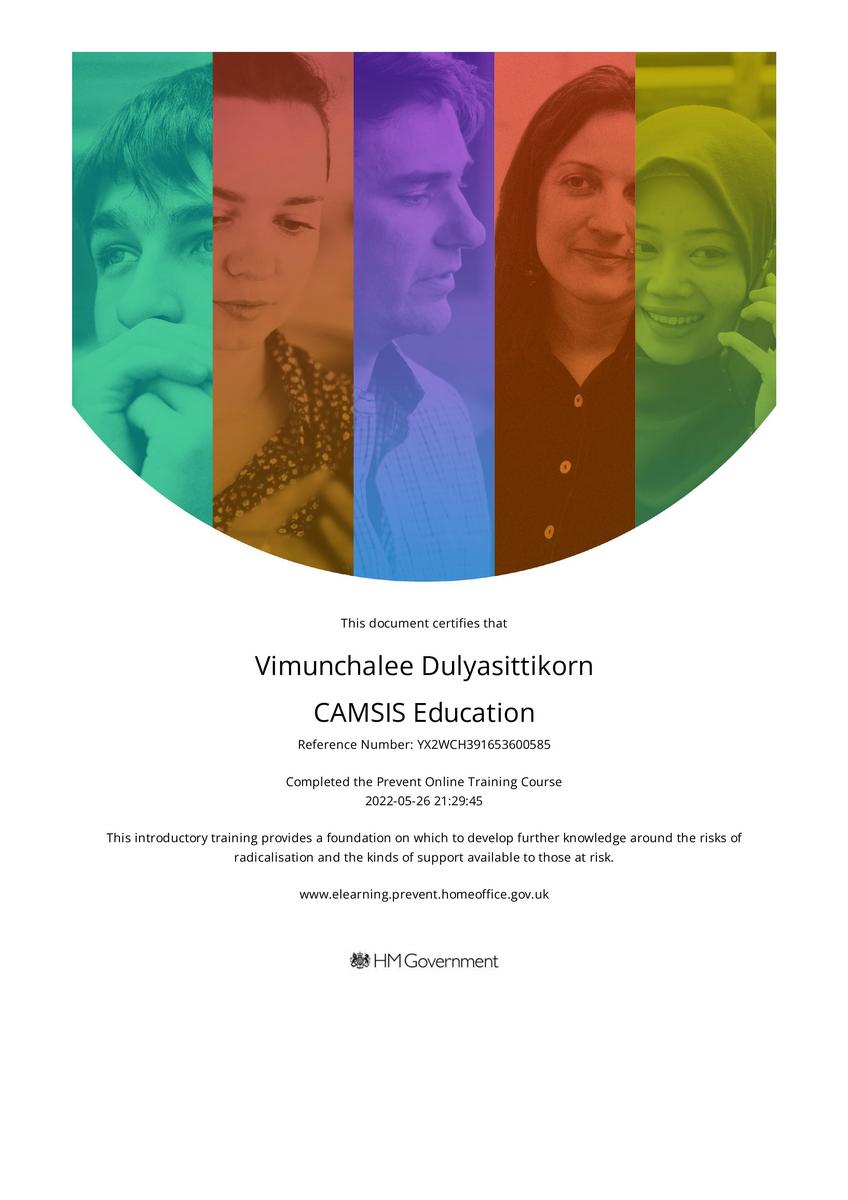 This document certifies that
Vimunchalee Dulyasittikorn
CAMSIS Education
Reference Number: YX2WCH391653600585
Completed the Prevent Online Training Course
2022-05-26 21:29:45
This introductory training provides a foundation on which to develop further knowledge around the risks of
radicalisation and the kinds of support available to those at risk.
www.elearning.prevent.homeoffice.gov.uk
HM Government